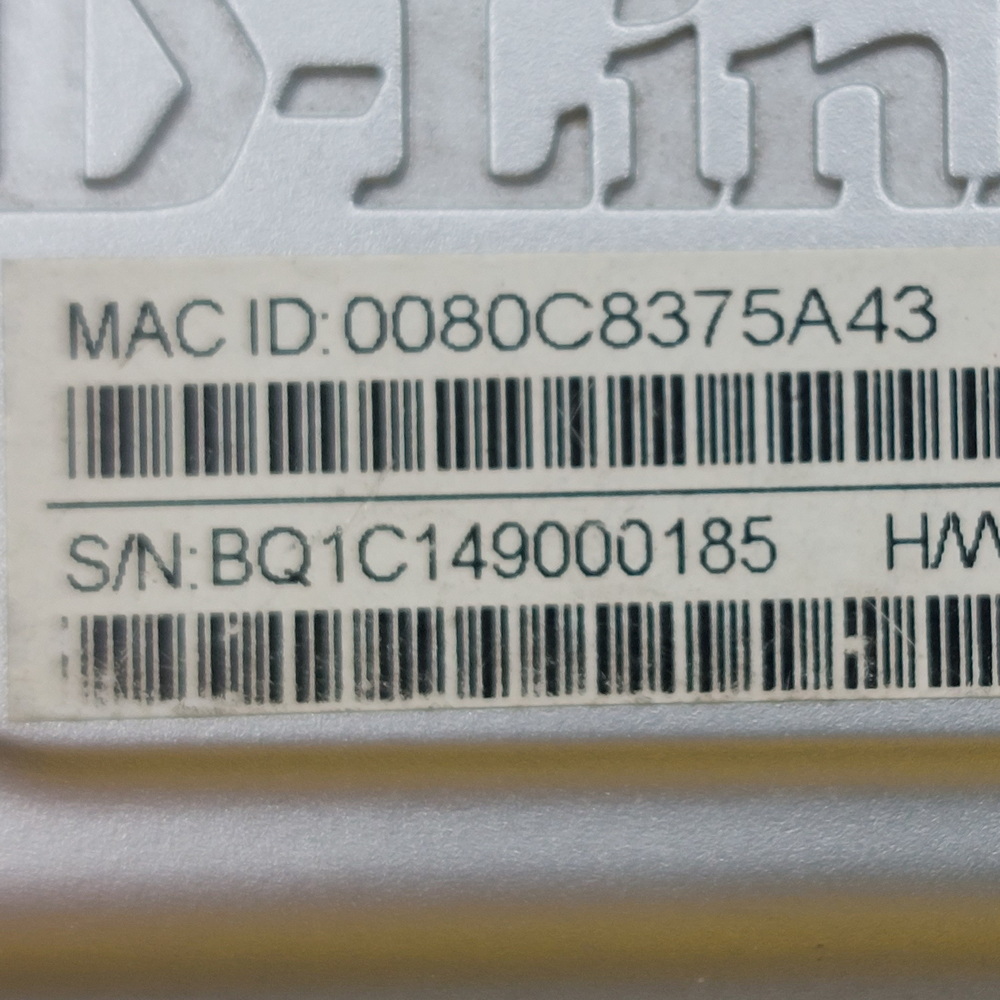 D-Lin
MAC ID: 0080C8375A43
S/N: BQ1C149000185 H/W